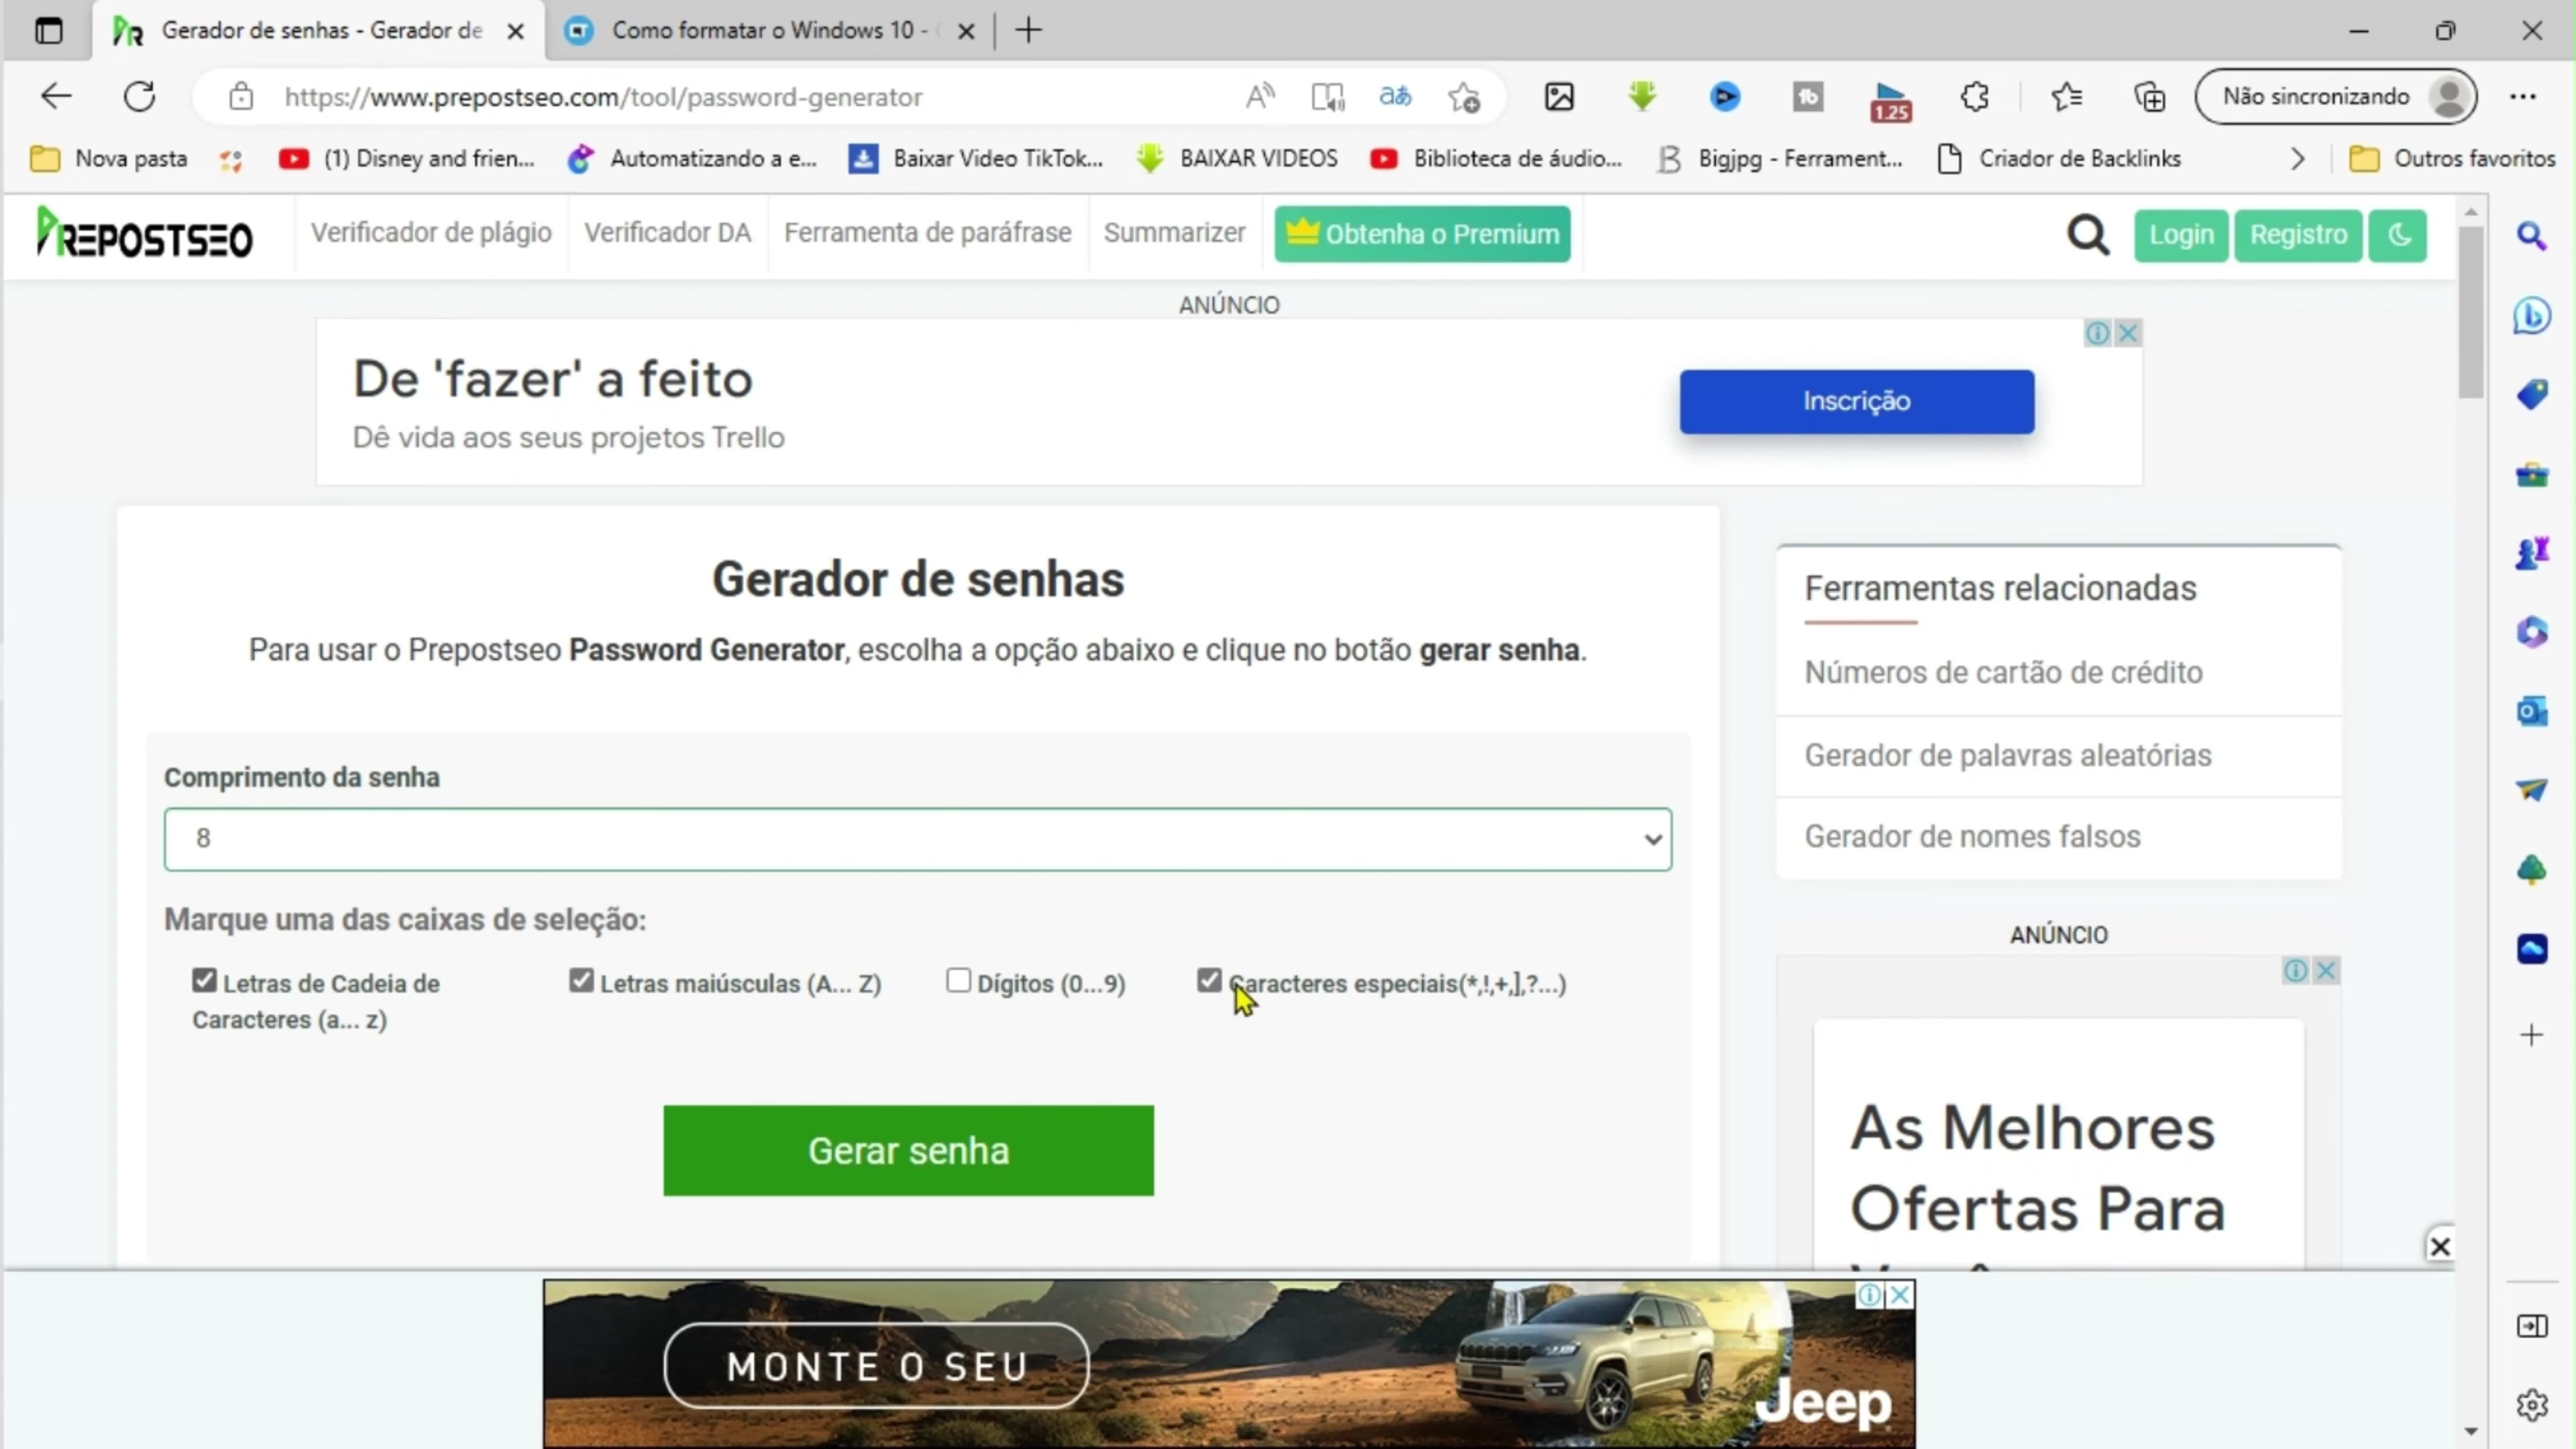 Gerador de senhas - Gerador de
Como formatar o Windows 10 -
https://www.prepostseo.com/tool/password-generator
1.25
Não sincronizando
Nova pasta
(1) Disney and frien...
Automatizando a e...
Baixar Video TikTok...
BAIXAR VIDEOS
Biblioteca de áudio...
Bigjpg - Ferrament...
Criador de Backlinks
Outros favoritos
PREPOSTSEO
Verificador de plágio
Verificador DA
Ferramenta de paráfrase
Summarizer
Obtenha o Premium
Login
Registro
ANÚNCIO
De 'fazer' a feito
Dê vida aos seus projetos Trello
Inscrição
Gerador de senhas
Para usar o Prepostseo Password Generator, escolha a opção abaixo e clique no botão gerar senha.
Comprimento da senha
8
Marque uma das caixas de seleção:
Letras de Cadeia de
Caracteres (a... z)
Letras maiúsculas (A... Z)
Dígitos (0...9)
Caracteres especiais(*,!,+,],?...)
Gerar senha
Ferramentas relacionadas
Números de cartão de crédito
Gerador de palavras aleatórias
Gerador de nomes falsos
ANÚNCIO
As Melhores
Ofertas Para
MONTE O SEU
Jeep